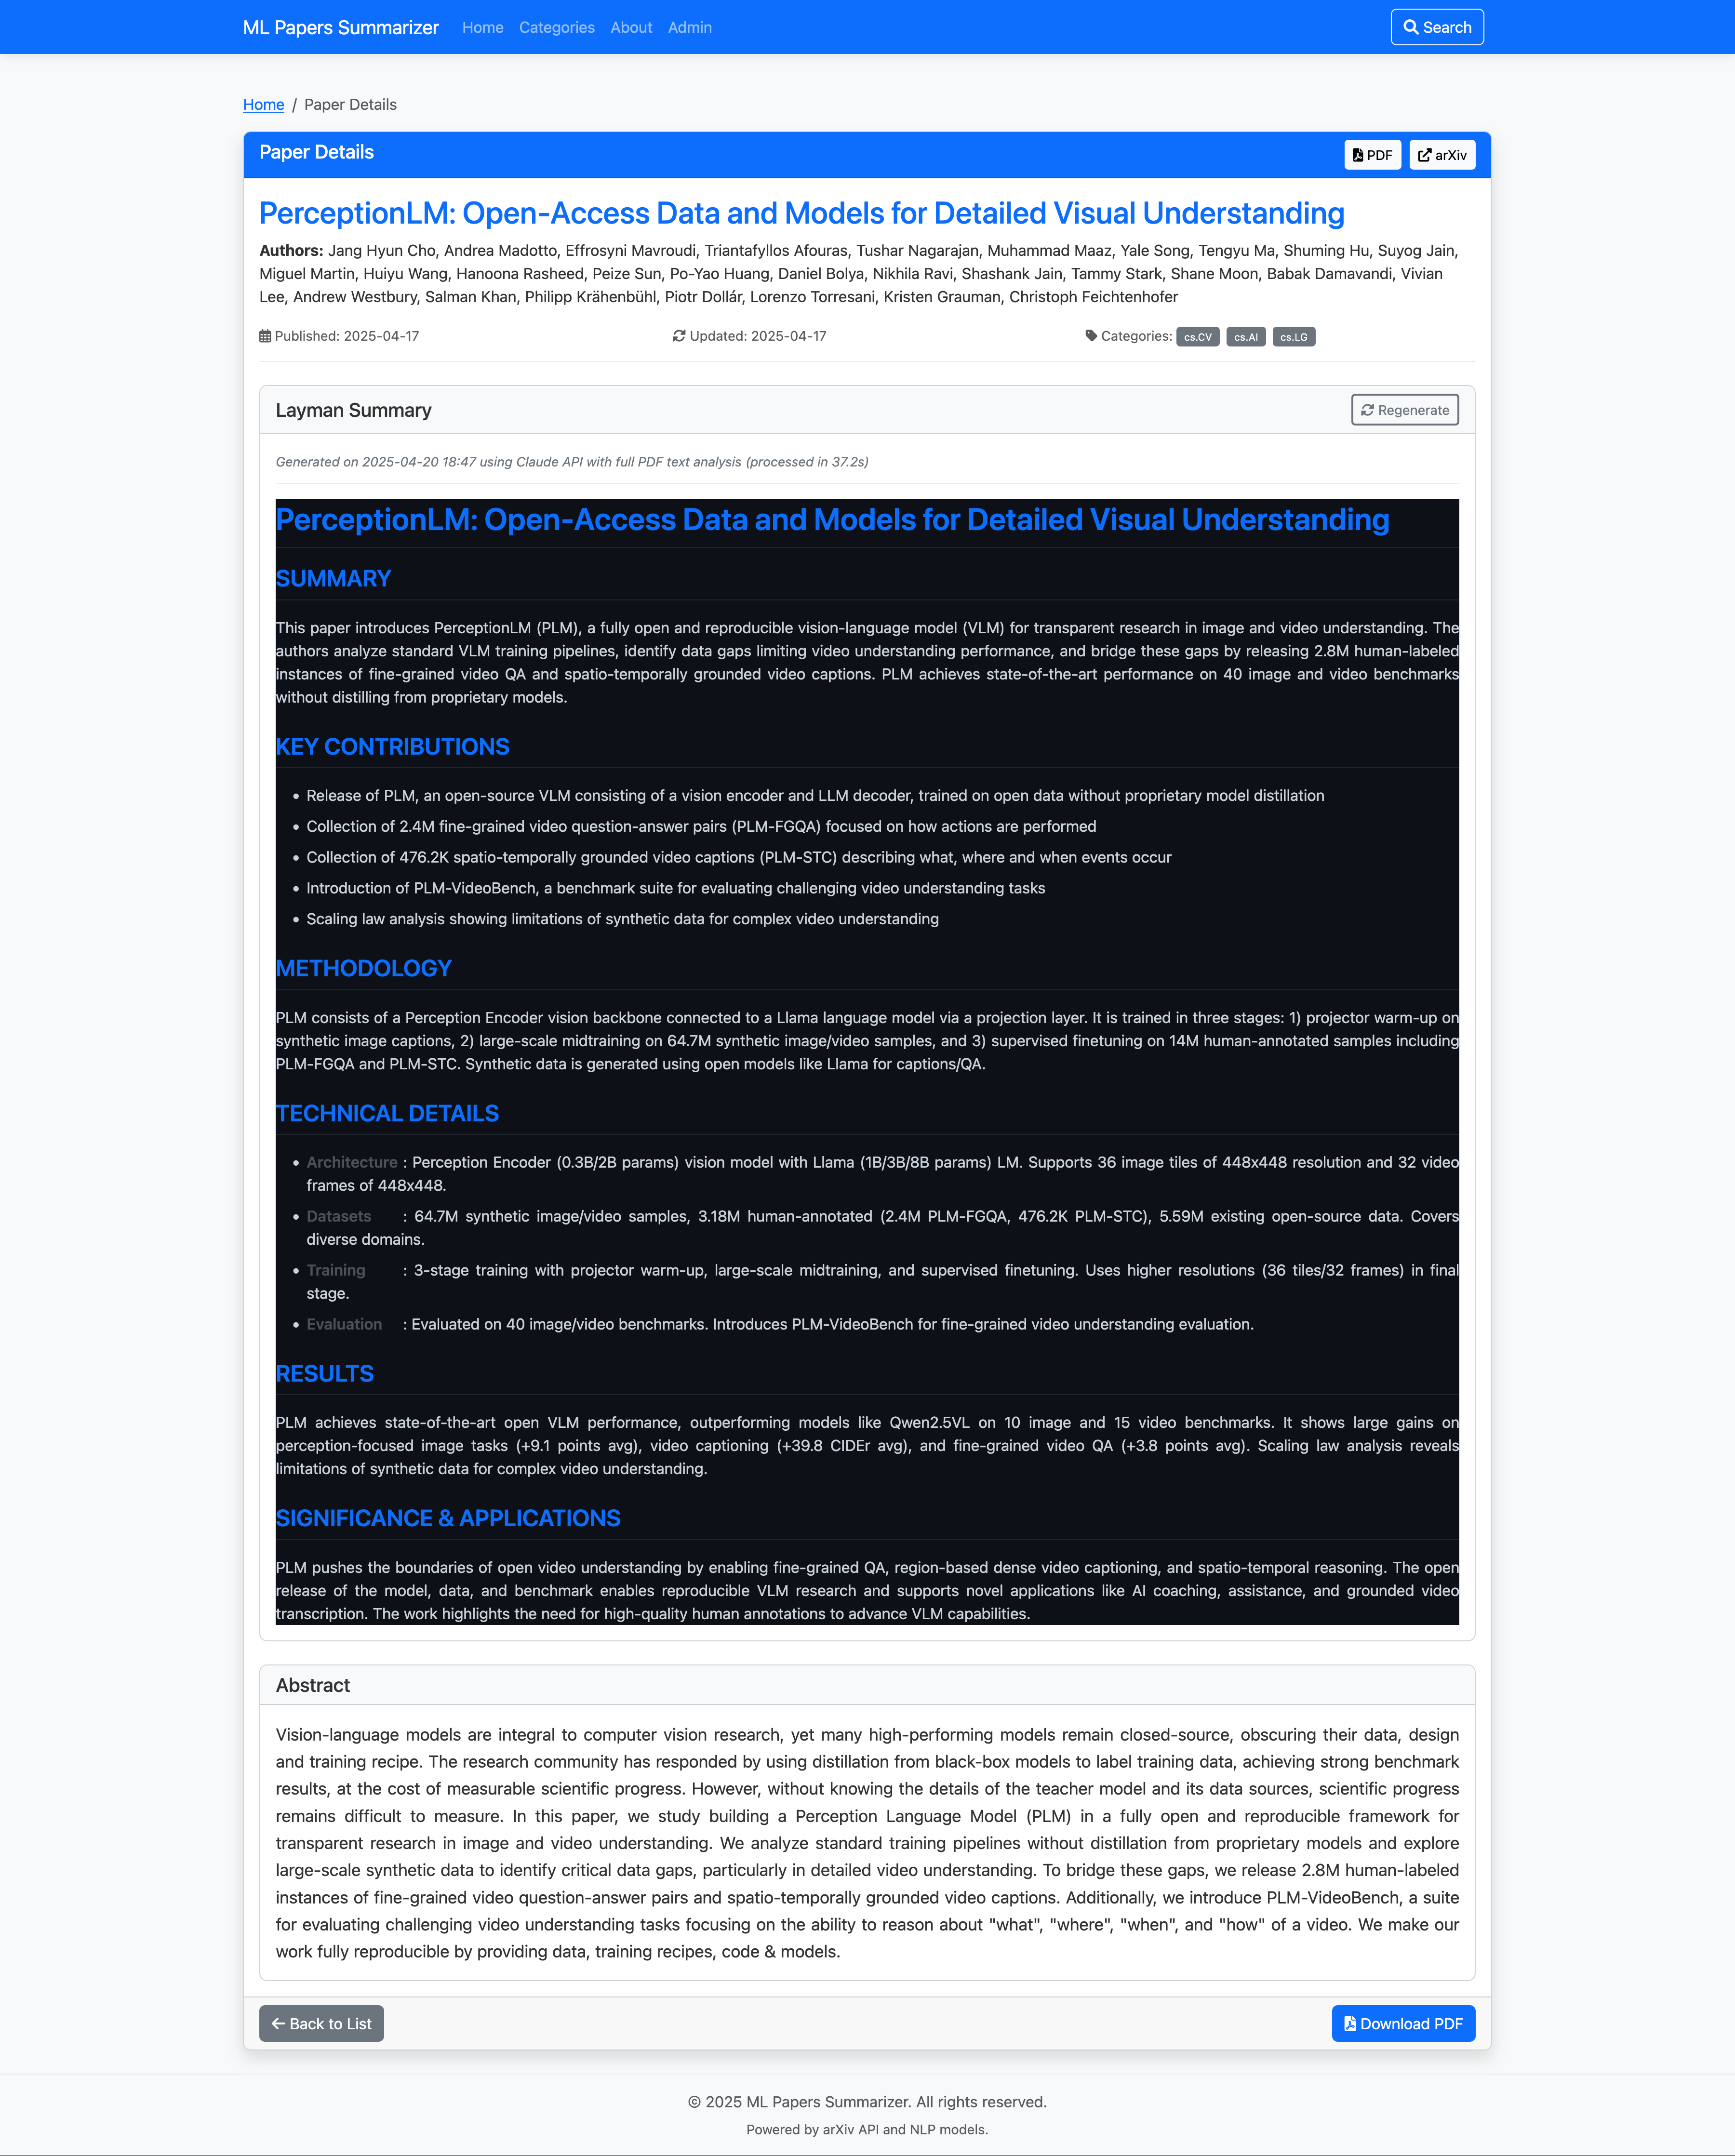 ML Papers Summarizer Home Categories About Admin Search
Home / Paper Details
Paper Details PDF arXiv
PerceptionLM: Open-Access Data and Models for Detailed Visual Understanding
Authors: Jang Hyun Cho, Andrea Madotto, Effrosyni Mavroudi, Triantafyllos Afouras, Tushar Nagarajan, Muhammad Maaz, Yale Song, Tengyu Ma, Shuming Hu, Suyog Jain,
Miguel Martin, Huiyu Wang, Hanoona Rasheed, Peize Sun, Po-Yao Huang, Daniel Bolya, Nikhila Ravi, Shashank Jain, Tammy Stark, Shane Moon, Babak Damavandi, Vivian
Lee, Andrew Westbury, Salman Khan, Philipp Krähenbühl, Piotr Dollár, Lorenzo Torresani, Kristen Grauman, Christoph Feichtenhofer
Published: 2025-04-17 Updated: 2025-04-17 Categories: cs.CV cs.AI cs.LG
Layman Summary Regenerate
Generated on 2025-04-20 18:47 using Claude API with full PDF text analysis (processed in 37.2s)
PerceptionLM: Open-Access Data and Models for Detailed Visual Understanding
SUMMARY
This paper introduces PerceptionLM (PLM), a fully open and reproducible vision-language model (VLM) for transparent research in image and video understanding. The
authors analyze standard VLM training pipelines, identify data gaps limiting video understanding performance, and bridge these gaps by releasing 2.8M human-labeled
instances of fine-grained video QA and spatio-temporally grounded video captions. PLM achieves state-of-the-art performance on 40 image and video benchmarks
without distilling from proprietary models.
KEY CONTRIBUTIONS
• Release of PLM, an open-source VLM consisting of a vision encoder and LLM decoder, trained on open data without proprietary model distillation
• Collection of 2.4M fine-grained video question-answer pairs (PLM-FGQA) focused on how actions are performed
• Collection of 476.2K spatio-temporally grounded video captions (PLM-STC) describing what, where and when events occur
• Introduction of PLM-VideoBench, a benchmark suite for evaluating challenging video understanding tasks
• Scaling law analysis showing limitations of synthetic data for complex video understanding
METHODOLOGY
PLM consists of a Perception Encoder vision backbone connected to a Llama language model via a projection layer. It is trained in three stages: 1) projector warm-up on
synthetic image captions, 2) large-scale midtraining on 64.7M synthetic image/video samples, and 3) supervised finetuning on 14M human-annotated samples including
PLM-FGQA and PLM-STC. Synthetic data is generated using open models like Llama for captions/QA.
TECHNICAL DETAILS
• Architecture : Perception Encoder (0.3B/2B params) vision model with Llama (1B/3B/8B params) LM. Supports 36 image tiles of 448x448 resolution and 32 video
frames of 448x448.
• Datasets : 64.7M synthetic image/video samples, 3.18M human-annotated (2.4M PLM-FGQA, 476.2K PLM-STC), 5.59M existing open-source data. Covers
diverse domains.
• Training : 3-stage training with projector warm-up, large-scale midtraining, and supervised finetuning. Uses higher resolutions (36 tiles/32 frames) in final
stage.
• Evaluation : Evaluated on 40 image/video benchmarks. Introduces PLM-VideoBench for fine-grained video understanding evaluation.
RESULTS
PLM achieves state-of-the-art open VLM performance, outperforming models like Qwen2.5VL on 10 image and 15 video benchmarks. It shows large gains on
perception-focused image tasks (+9.1 points avg), video captioning (+39.8 CIDEr avg), and fine-grained video QA (+3.8 points avg). Scaling law analysis reveals
limitations of synthetic data for complex video understanding.
SIGNIFICANCE & APPLICATIONS
PLM pushes the boundaries of open video understanding by enabling fine-grained QA, region-based dense video captioning, and spatio-temporal reasoning. The open
release of the model, data, and benchmark enables reproducible VLM research and supports novel applications like AI coaching, assistance, and grounded video
transcription. The work highlights the need for high-quality human annotations to advance VLM capabilities.
Abstract
Vision-language models are integral to computer vision research, yet many high-performing models remain closed-source, obscuring their data, design
and training recipe. The research community has responded by using distillation from black-box models to label training data, achieving strong benchmark
results, at the cost of measurable scientific progress. However, without knowing the details of the teacher model and its data sources, scientific progress
remains difficult to measure. In this paper, we study building a Perception Language Model (PLM) in a fully open and reproducible framework for
transparent research in image and video understanding. We analyze standard training pipelines without distillation from proprietary models and explore
large-scale synthetic data to identify critical data gaps, particularly in detailed video understanding. To bridge these gaps, we release 2.8M human-labeled
instances of fine-grained video question-answer pairs and spatio-temporally grounded video captions. Additionally, we introduce PLM-VideoBench, a suite
for evaluating challenging video understanding tasks focusing on the ability to reason about "what", "where", "when", and "how" of a video. We make our
work fully reproducible by providing data, training recipes, code & models.
Back to List Download PDF
© 2025 ML Papers Summarizer. All rights reserved.
Powered by arXiv API and NLP models.